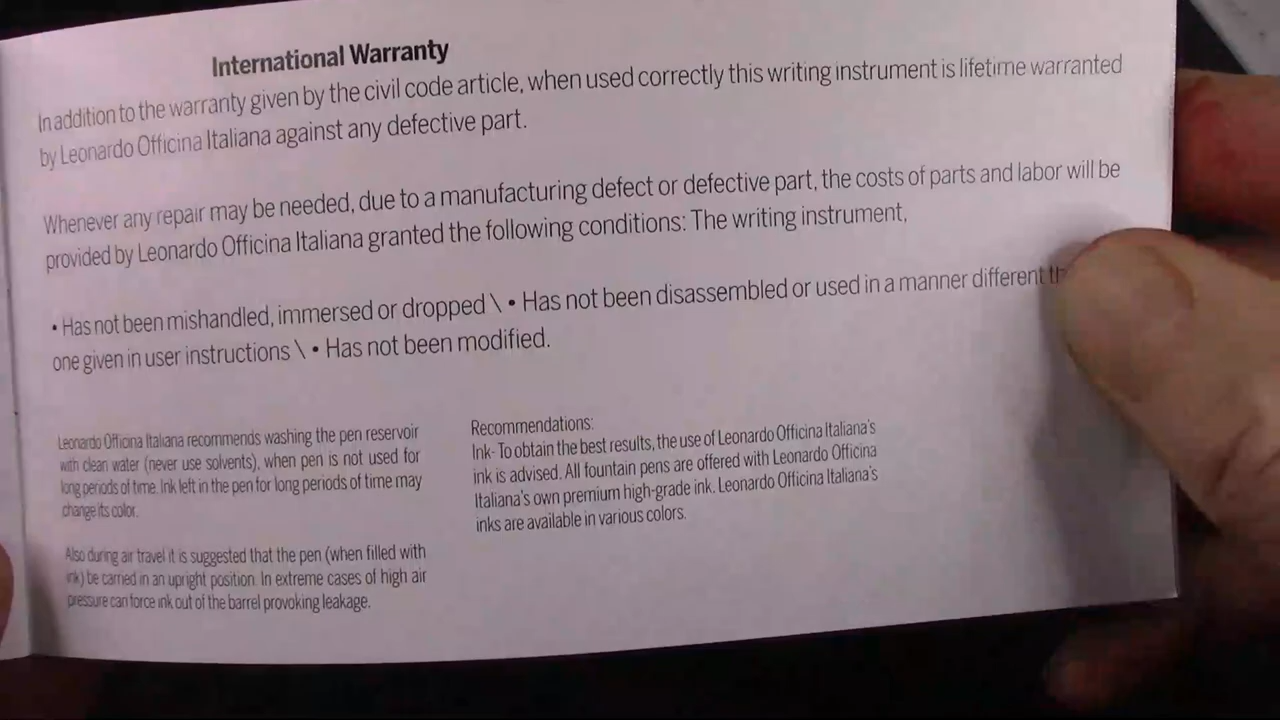 International Warranty
In addition to the warranty given by the civil code article, when used correctly this writing instrument is lifetime warranted
by Leonardo Officina Italiana against any defective part.
Whenever any repair may be needed, due to a manufacturing defect or defective part, the costs of parts and labor will be
provided by Leonardo Officina Italiana granted the following conditions: The writing instrument,
• Has not been mishandled, immersed or dropped \ • Has not been disassembled or used in a manner different
one given in user instructions \ • Has not been modified.
Leonardo Officina Italiana recommends washing the pen reservoir
with clean water (never use solvents), when pen is not used for
long periods of time. Ink left in the pen for long periods of time may
change its color.
Also during air travel it is suggested that the pen (when filled with
ink) be carried in an upright position. In extreme cases of high air
pressure can force ink out of the barrel provoking leakage.
Recommendations:
Ink- To obtain the best results, the use of Leonardo Officina Italiana's
ink is advised. All fountain pens are offered with Leonardo Officina
Italiana's own premium high-grade ink. Leonardo Officina Italiana's
inks are available in various colors.